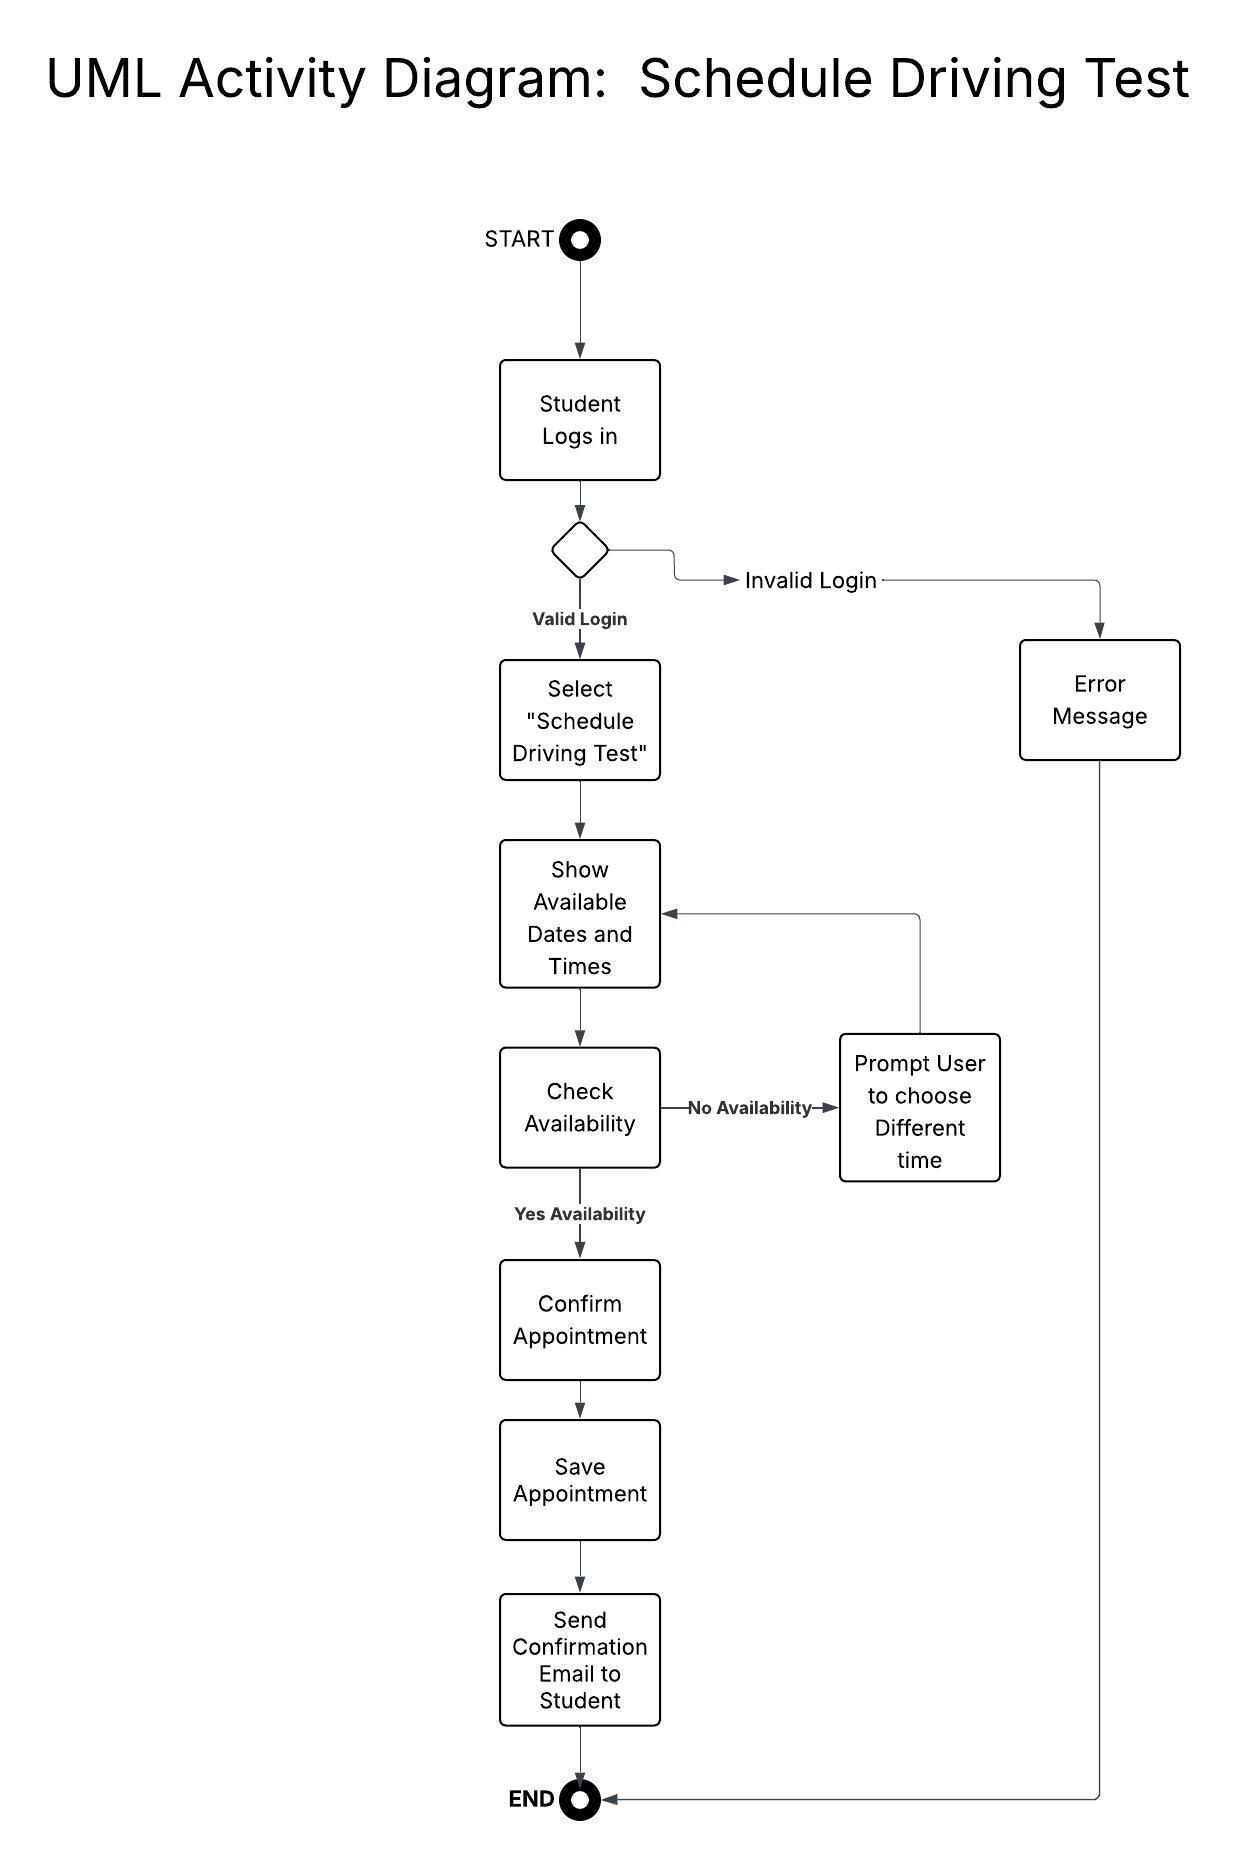 UML Activity Diagram:  Schedule Driving Test
START
Student
Logs in
Invalid Login
Valid Login
Select
"Schedule
Driving Test"
Error
Message
Show
Available
Dates and
Times
Check
Availability
No Availability
Prompt User
to choose
Different
time
Yes Availability
Confirm
Appointment
Save
Appointment
Send
Confirmation
Email to
Student
END